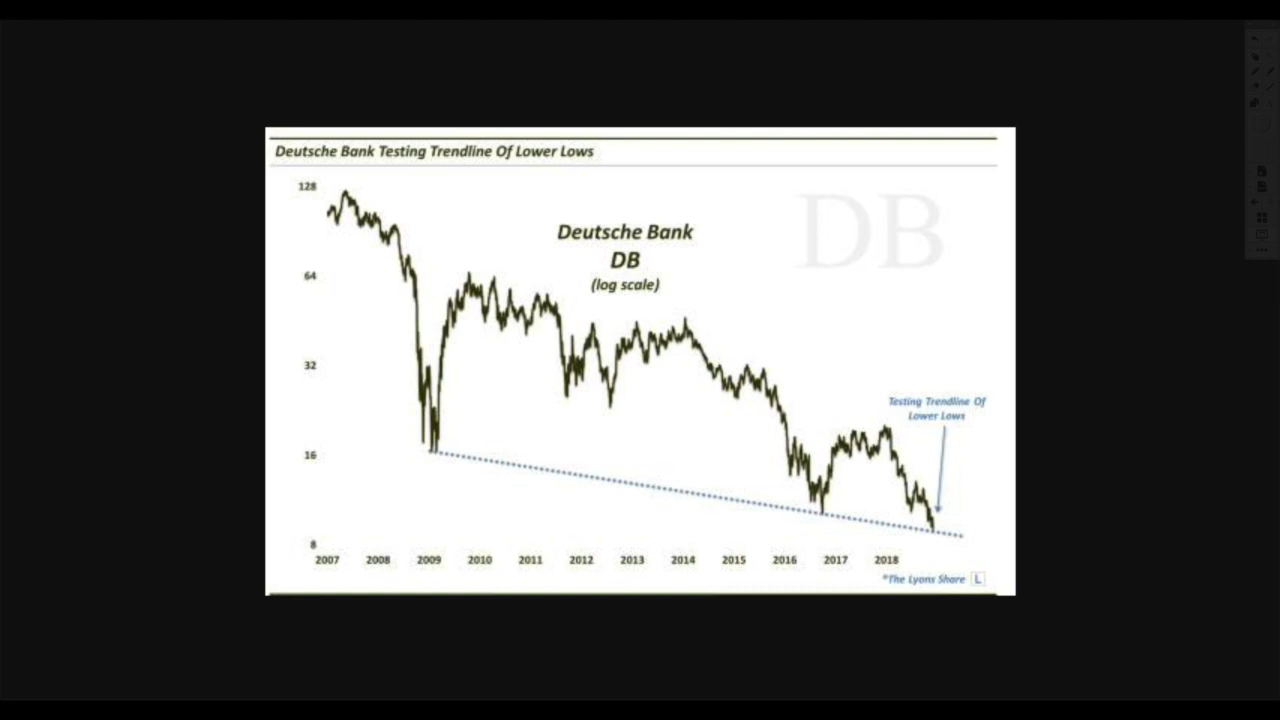 Deutsche Bank Testing Trendline Of Lower Lows
128
DB
Deutsche Bank
DB
(log scale)
64
32
Testing Trendline Of
Lower Lows
16
8
2007 2008 2009 2010 2011 2012 2013 2014 2015 2016 2017 2018
*The Lyons Share L